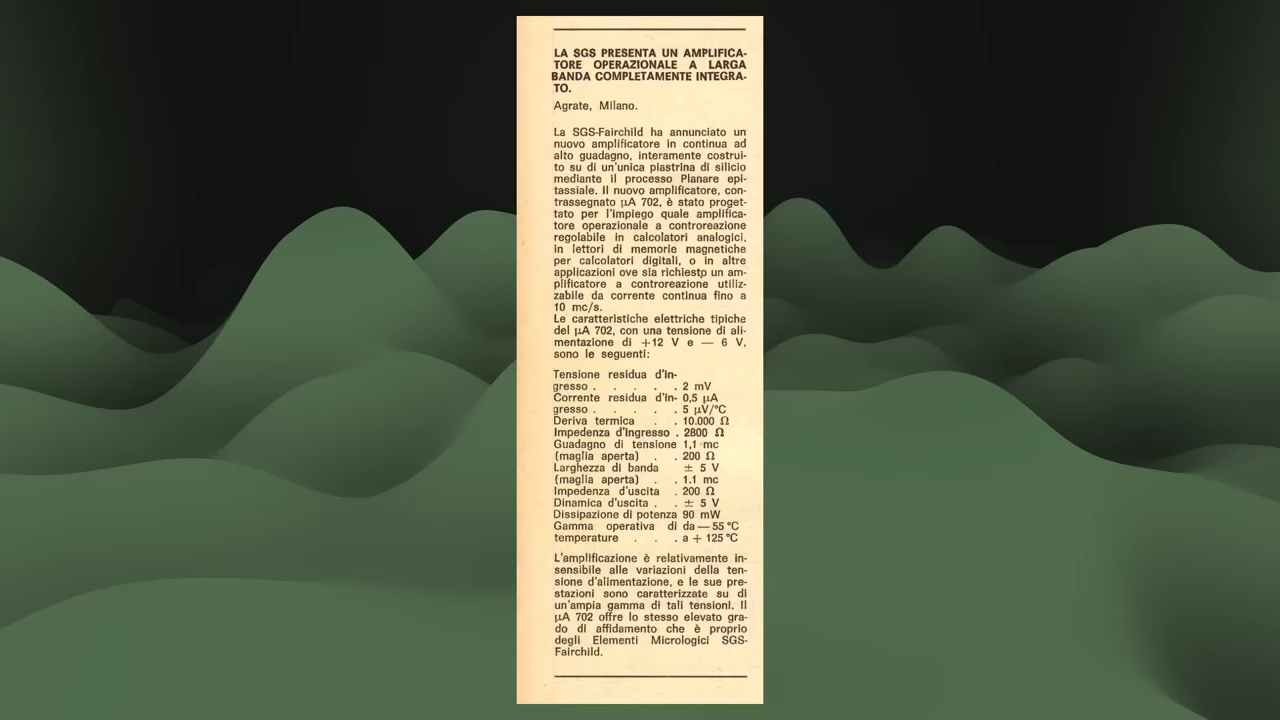 LA SGS PRESENTA UN AMPLIFICA-
TORE OPERAZIONALE A LARGA
BANDA COMPLETAMENTE INTEGRA-
TO.
Agrate, Milano.
La SGS-Fairchild ha annunciato un
nuovo amplificatore in continua ad
alto guadagno, interamente costrui-
to su di un'unica piastrina di silicio
mediante il processo Planare epi-
tassiale. Il nuovo amplificatore, con-
trassegnato µA 702, è stato proget-
tato per l'impiego quale amplifica-
tore operazionale a controreazione
regolabile in calcolatori analogici,
in lettori di memorie magnetiche
per calcolatori digitali, o in altre
applicazioni ove sia richiesto un am-
plificatore a controreazione utiliz-
zabile da corrente continua fino a
10 mc/s.
Le caratteristiche elettriche tipiche
del µA 702, con una tensione di ali-
mentazione di +12 V e — 6 V,
sono le seguenti:
Tensione residua d'in-
gresso . . . . . 2 mV
Corrente residua d'in- 0,5 µA
gresso . . . . . 5 µV/°C
Deriva termica . . 10.000 Ω
Impedenza d'ingresso . 2800 Ω
Guadagno di tensione 1,1 mc
(maglia aperta) . . 200 Ω
Larghezza di banda ± 5 V
(maglia aperta) . . 1.1 mc
Impedenza d'uscita . 200 Ω
Dinamica d'uscita . . ± 5 V
Dissipazione di potenza 90 mW
Gamma operativa di da — 55 °C
temperature . . . a + 125 °C
L'amplificazione è relativamente in-
sensibile alle variazioni della ten-
sione d'alimentazione, e le sue pre-
stazioni sono caratterizzate su di
un'ampia gamma di tali tensioni. Il
µA 702 offre lo stesso elevato gra-
do di affidamento che è proprio
degli Elementi Micrologici SGS-
Fairchild.